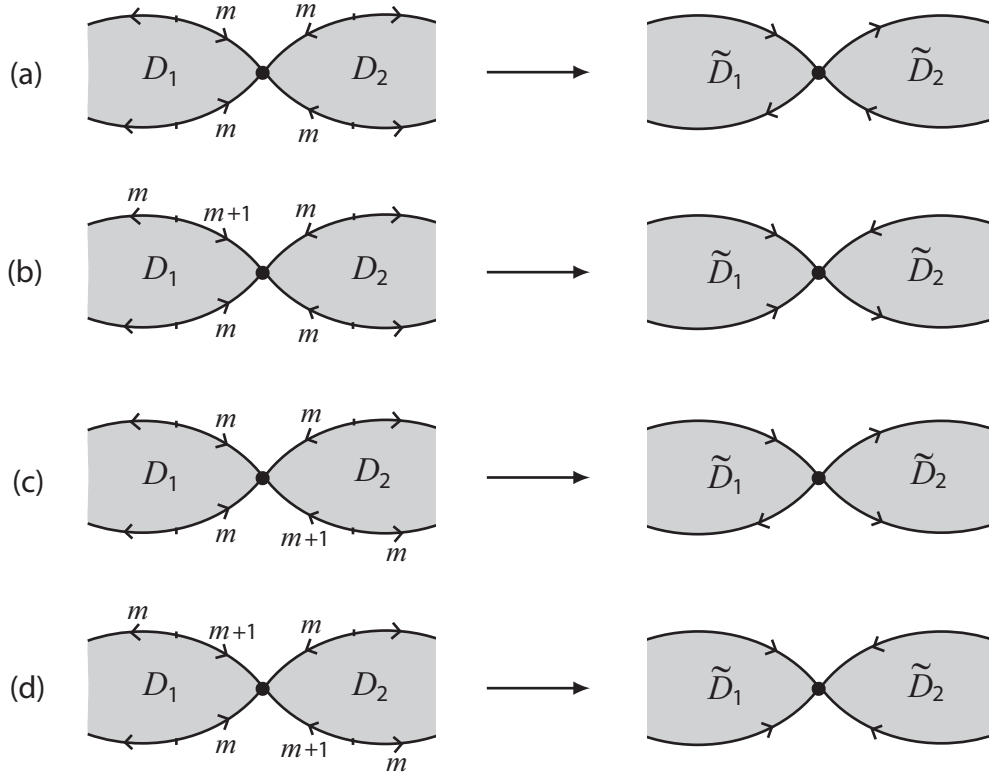 m m
(a) D₁ D₂ D̃₁ D̃₂
m m
m m+1 m
(b) D₁ D₂ D̃₁ D̃₂
m m
m m
(c) D₁ D₂ D̃₁ D̃₂
m m+1 m
m m+1 m
(d) D₁ D₂ D̃₁ D̃₂
m m+1 m